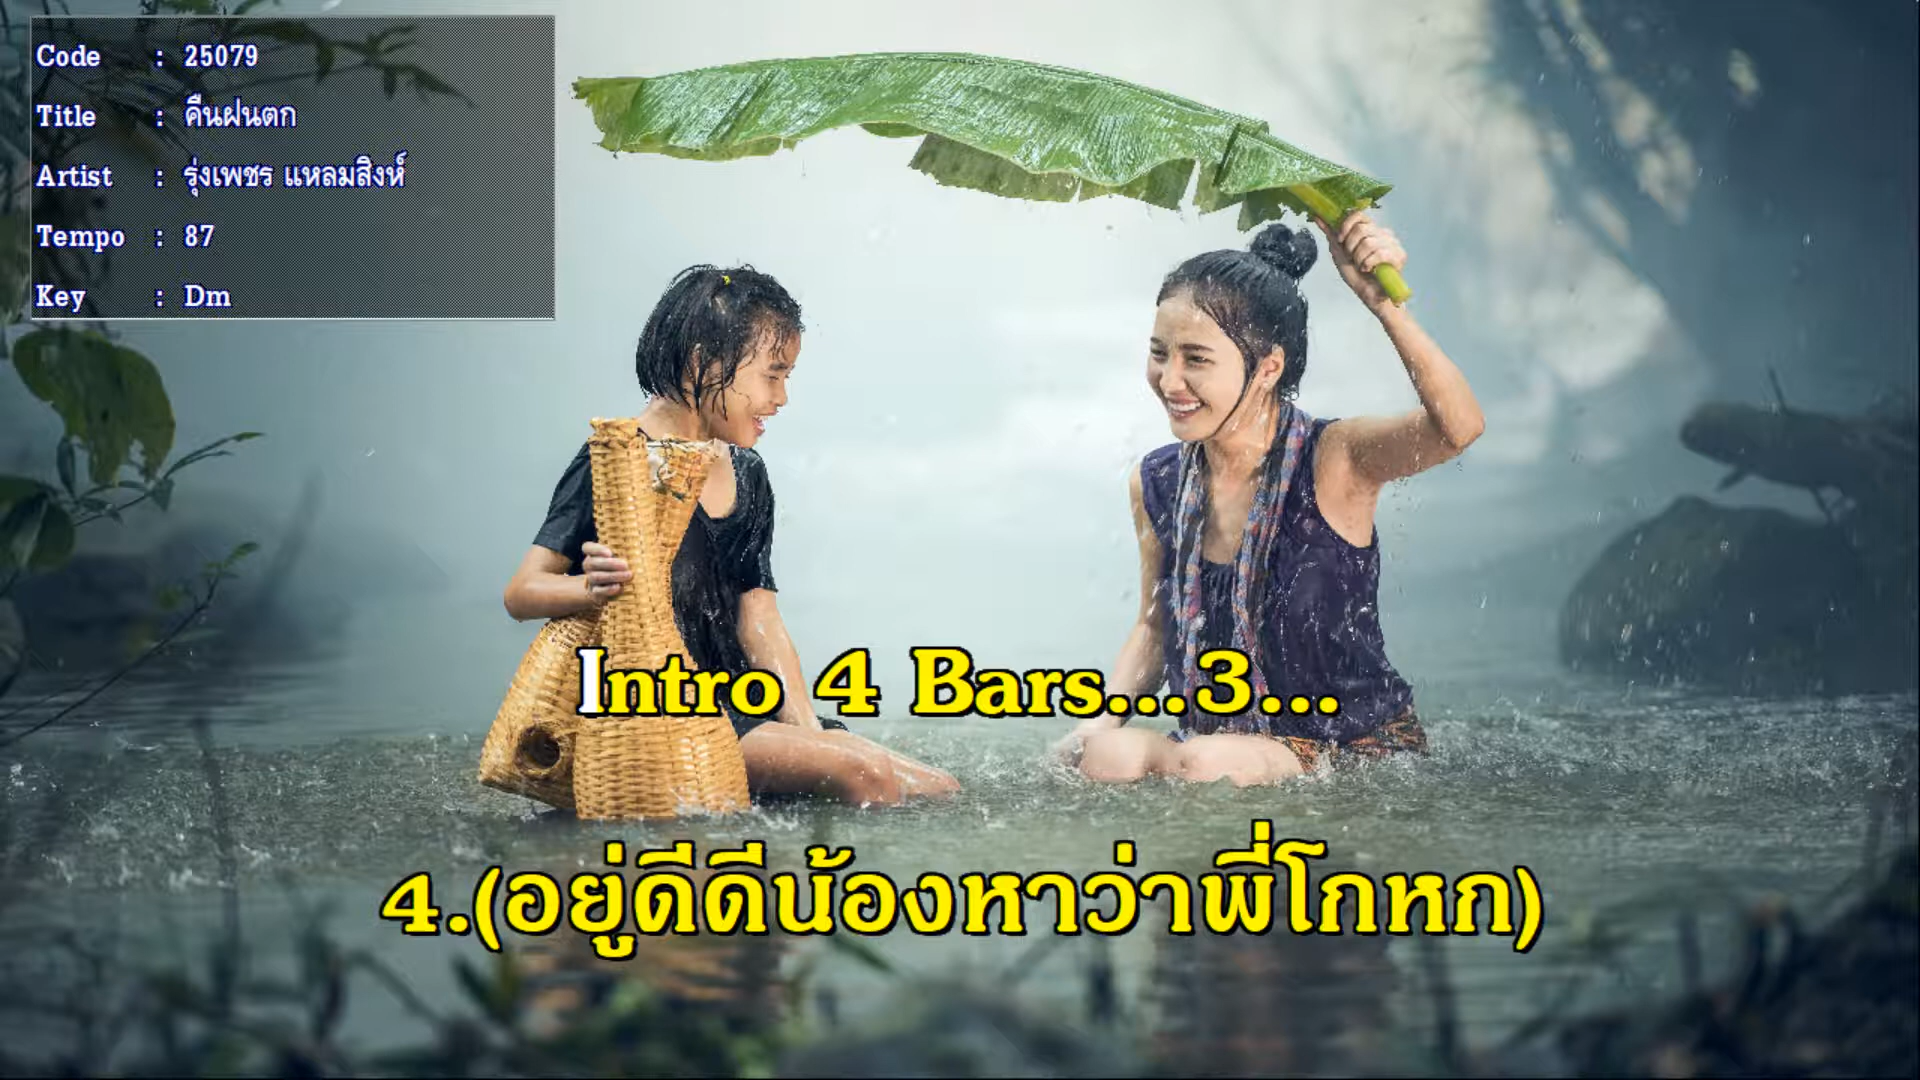 Code : 25079
Title : คืนฝนตก
Artist : รุ่งเพชร แหลมสิงห์
Tempo : 87
Key : Dm
Intro 4 Bars...3...
4.(อยู่ดีดีน้องหาว่าพี่โกหก)